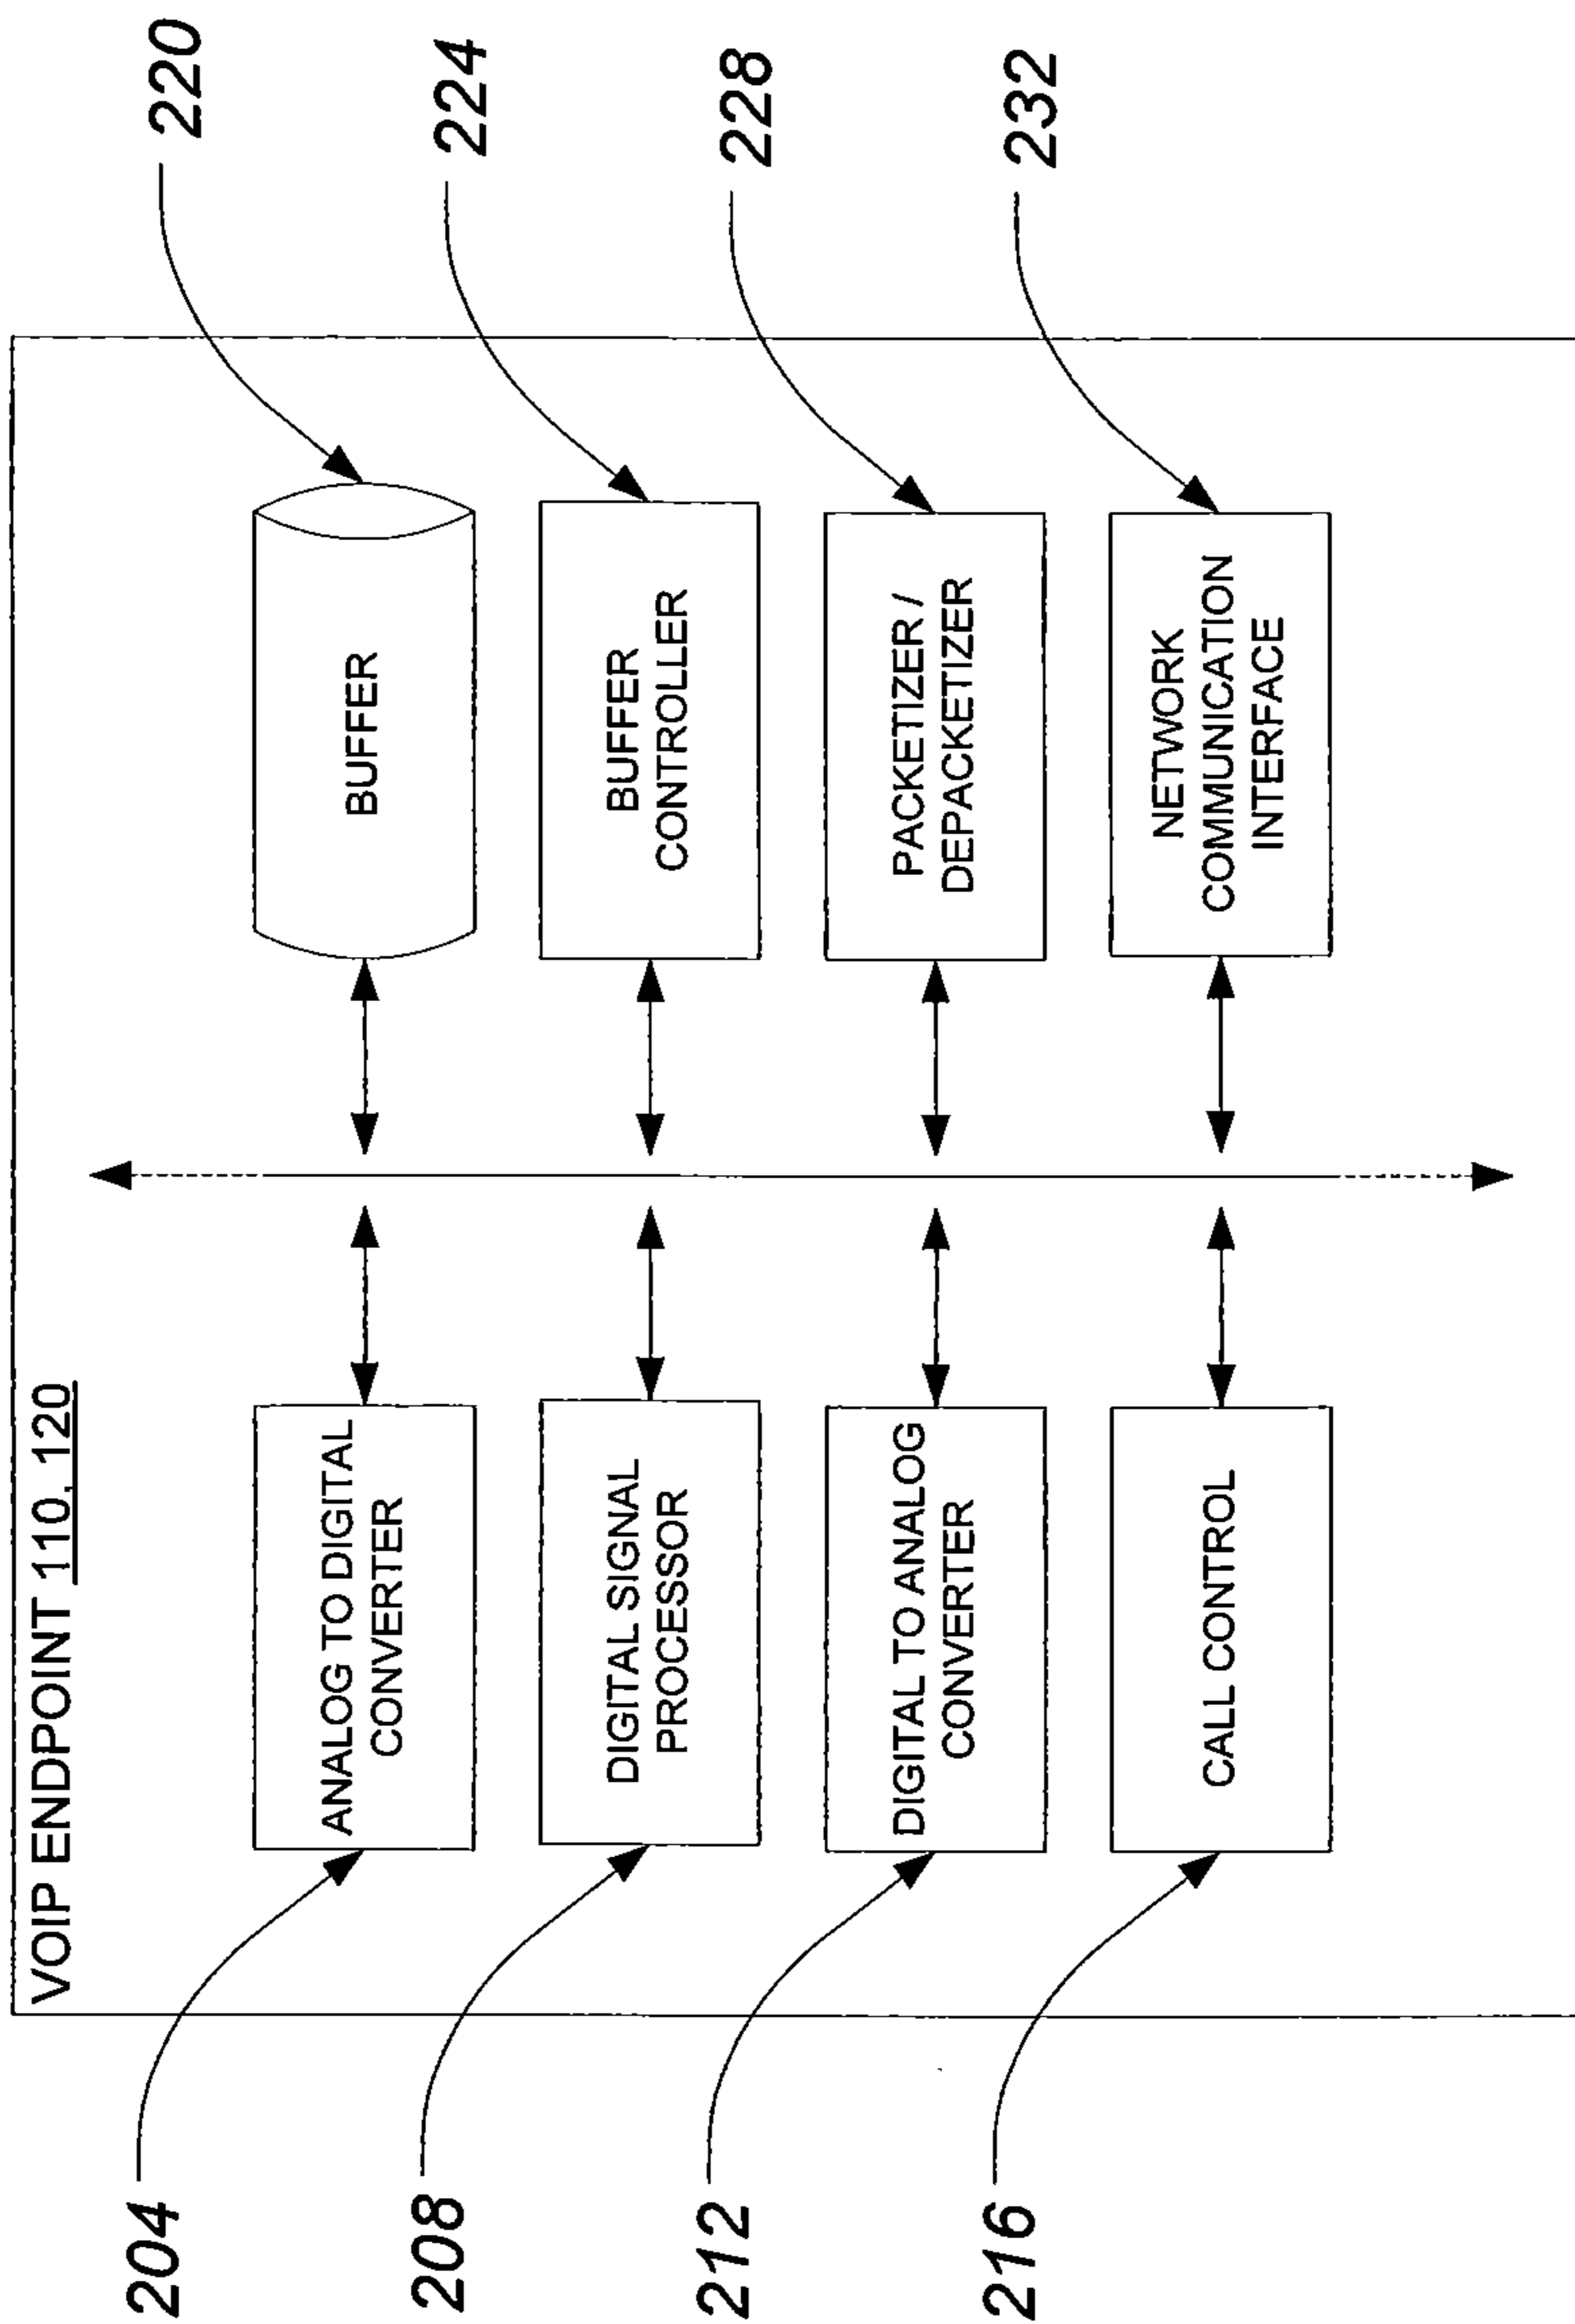 VOIP ENDPOINT 110, 120
204
ANALOG TO DIGITAL
CONVERTER
BUFFER
220
208
DIGITAL SIGNAL
PROCESSOR
BUFFER
CONTROLLER
224
212
DIGITAL TO ANALOG
CONVERTER
PACKETIZER /
DEPACKETIZER
228
216
CALL CONTROL
NETWORK
COMMUNICATION
INTERFACE
232